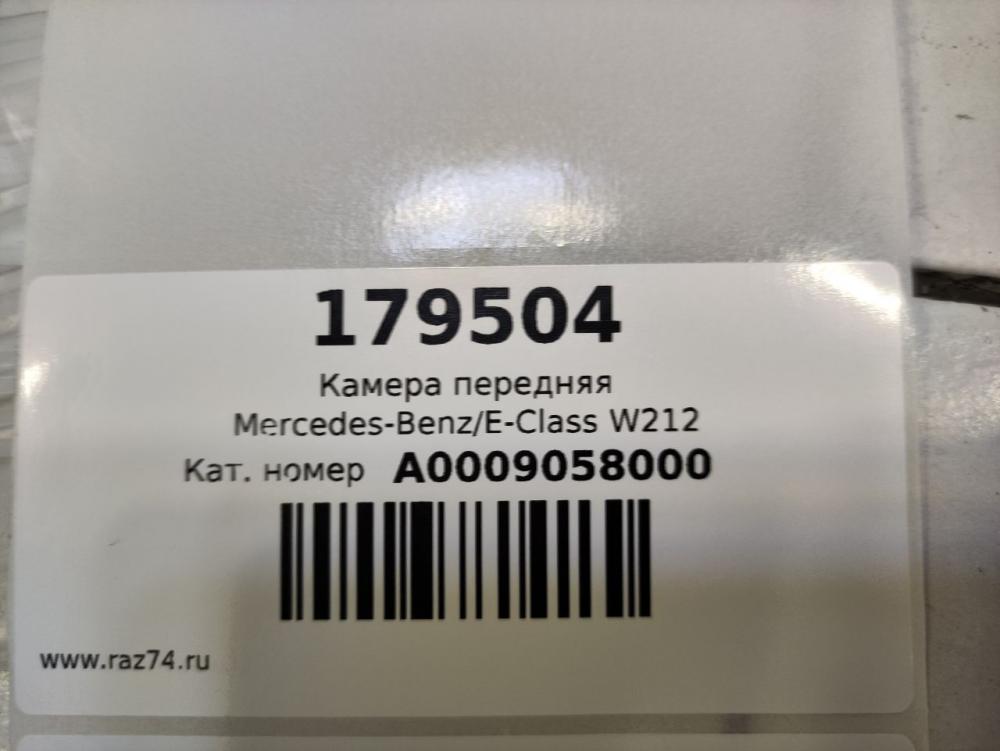 179504
Камера передняя
Mercedes-Benz/E-Class W212
Кат. номер A0009058000
www.raz74.ru